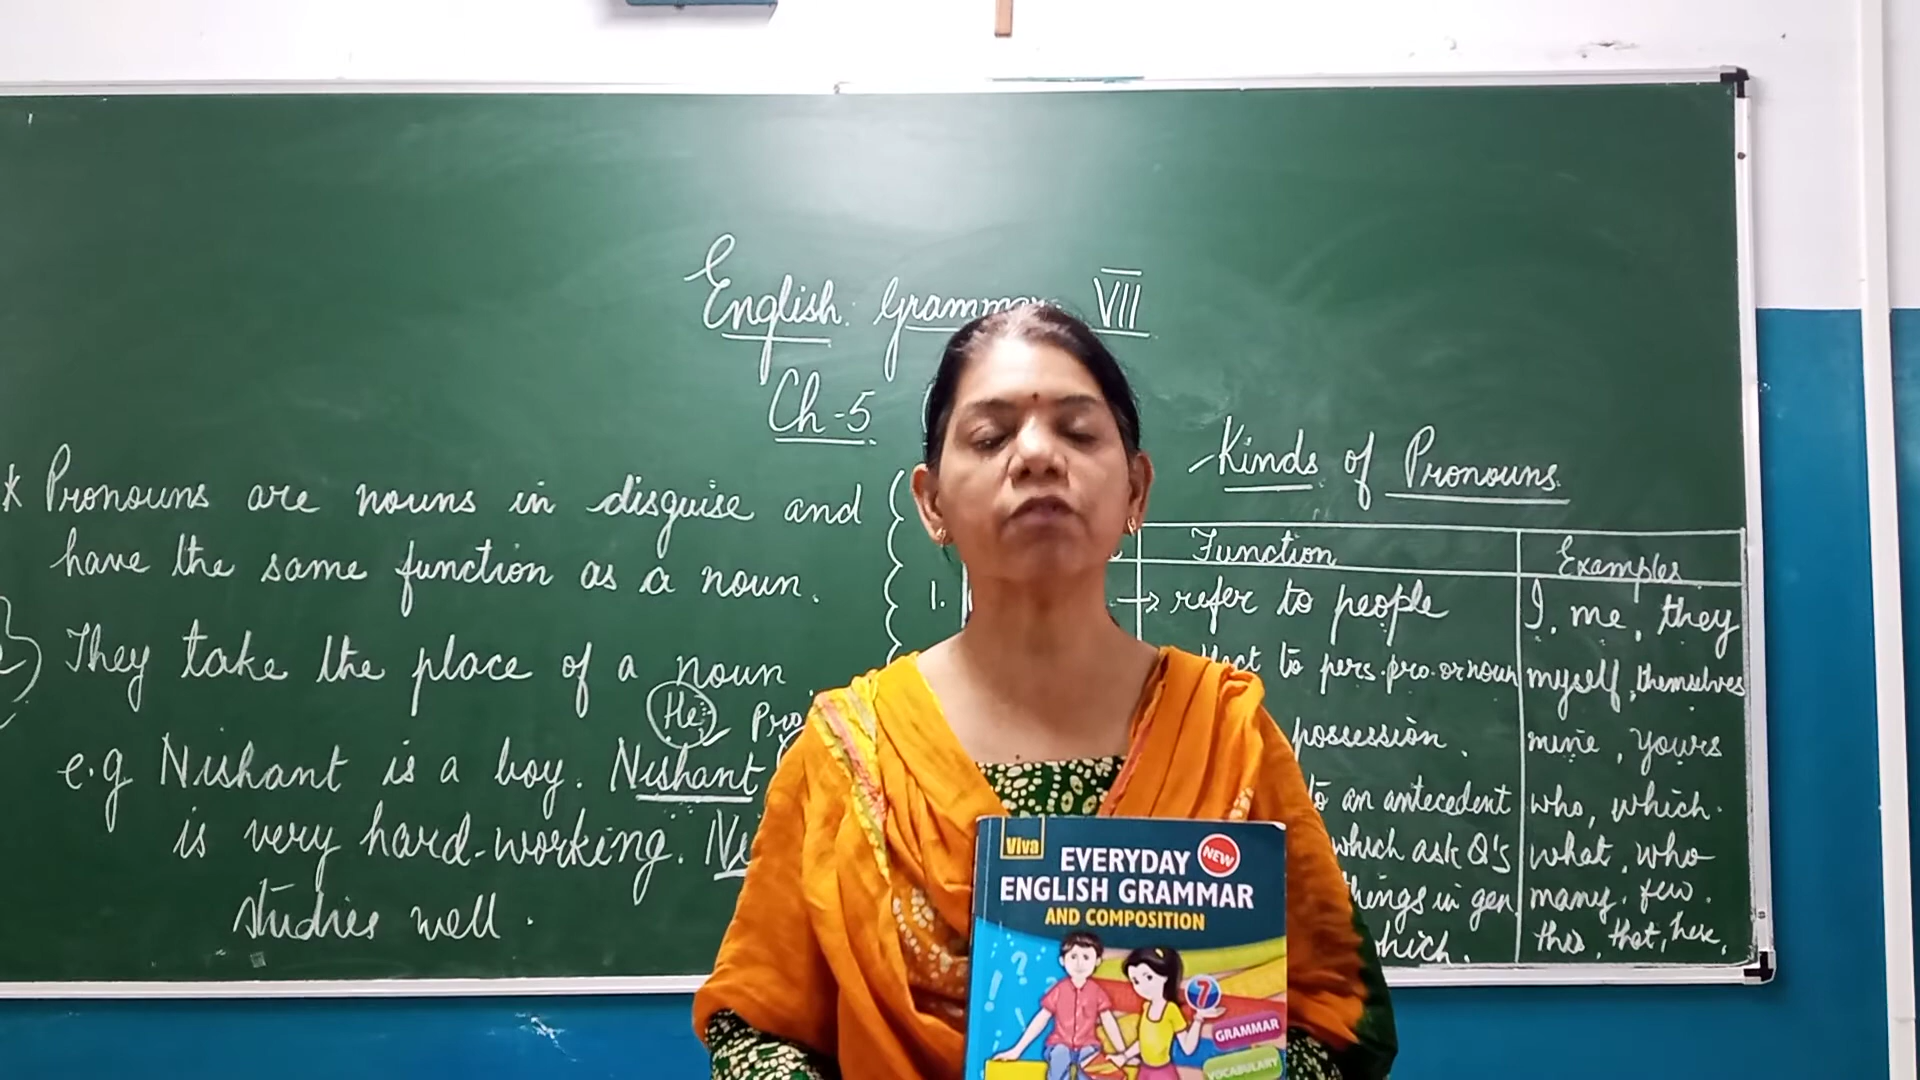 English Grammar VII
Ch-5
* Pronouns are nouns in disguise and
have the same function as a noun.
They take the place of a noun
He Pro
e.g Nishant is a boy. Nishant
is very hard-working.
studies well.
Kinds of Pronouns
Function Examples
1. → refer to people I, me, they
to pers. pro. or noun myself, themselves
possession. mine, yours
to an antecedent who, which.
which ask Q's what, who
things in gen. many, few.
which. this, that, here,
Viva
NEW
EVERYDAY
ENGLISH GRAMMAR
AND COMPOSITION
7
GRAMMAR
VOCABULARY